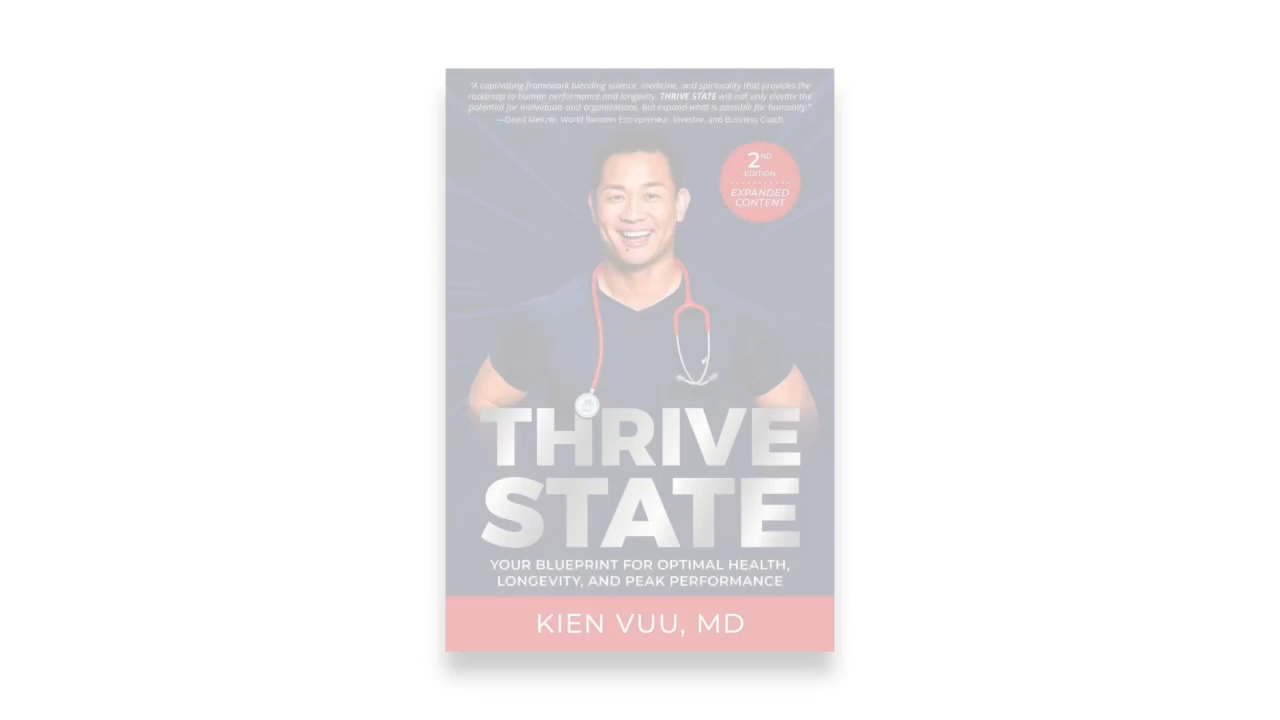 "A captivating framework blending science, medicine, and spirituality that provides the
roadmap to human performance and longevity. THRIVE STATE will not only elevate the
potential for individuals and organizations, but expand what is possible for humanity."
—David Meltzer, World Renown Entrepreneur, Investor, and Business Coach
2ND
EDITION
EXPANDED
CONTENT
THRIVE
STATE
YOUR BLUEPRINT FOR OPTIMAL HEALTH,
LONGEVITY, AND PEAK PERFORMANCE
KIEN VUU, MD